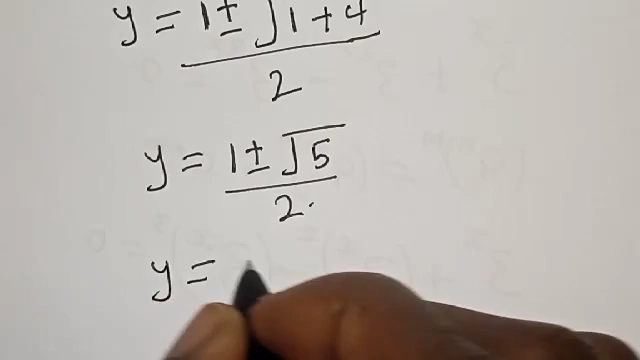 y = 1 ± √1 + 4 / 2
y = 1 ± √5 / 2.
y =